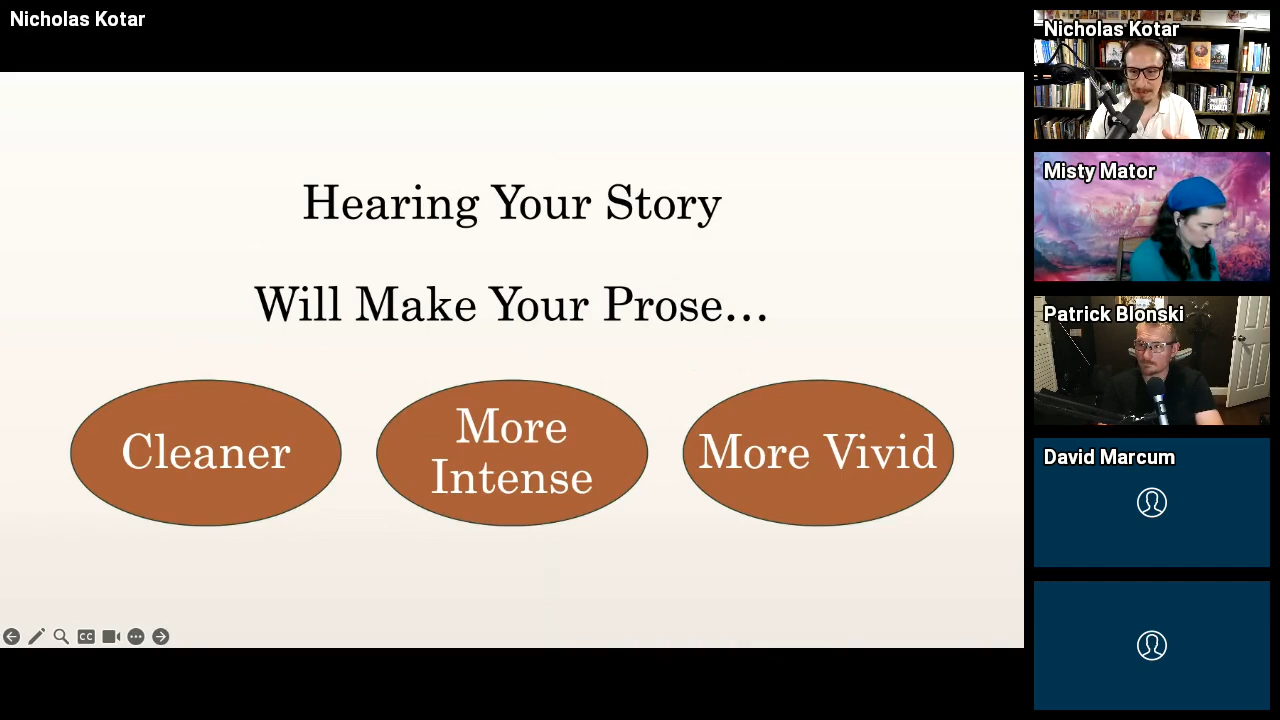 Nicholas Kotar
Hearing Your Story
Will Make Your Prose…
Cleaner
More
Intense
More Vivid
CC
Nicholas Kotar
Misty Mator
Patrick Blonski
David Marcum